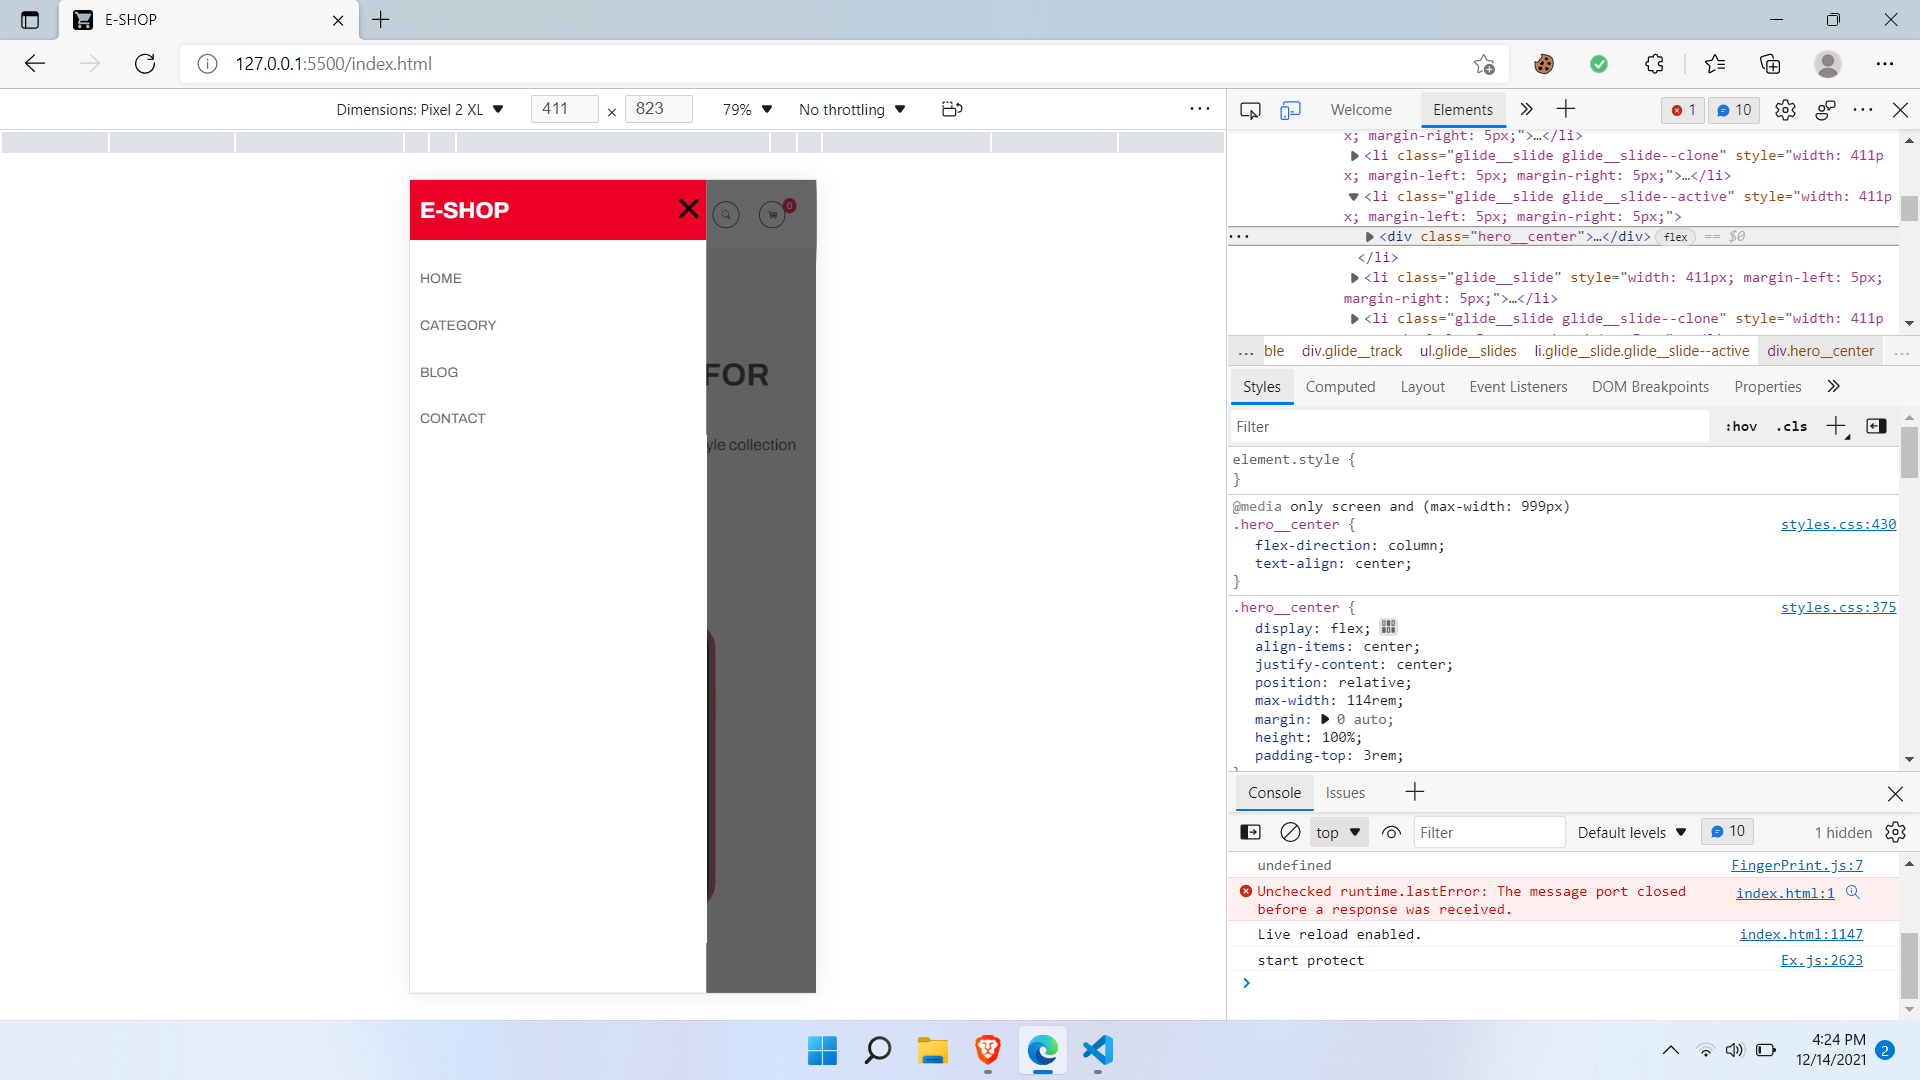 E-SHOP
127.0.0.1:5500/index.html
Dimensions: Pixel 2 XL
411 × 823
79%
No throttling
E-SHOP
0
HOME
CATEGORY
BLOG
CONTACT
FOR
yle collection
Welcome
Elements
1
10
x; margin-right: 5px;">…</li>
<li class="glide__slide glide__slide--clone" style="width: 411p
x; margin-left: 5px; margin-right: 5px;">…</li>
<li class="glide__slide glide__slide--active" style="width: 411p
x; margin-left: 5px; margin-right: 5px;">
<div class="hero__center">…</div> flex == $0
</li>
<li class="glide__slide" style="width: 411px; margin-left: 5px;
margin-right: 5px;">…</li>
<li class="glide__slide glide__slide--clone" style="width: 411p
... ble div.glide__track ul.glide__slides li.glide__slide.glide__slide--active div.hero__center ...
Styles Computed Layout Event Listeners DOM Breakpoints Properties
Filter
:hov .cls
element.style {
}
@media only screen and (max-width: 999px)
.hero__center {
styles.css:430
flex-direction: column;
text-align: center;
}
.hero__center {
styles.css:375
display: flex;
align-items: center;
justify-content: center;
position: relative;
max-width: 114rem;
margin: 0 auto;
height: 100%;
padding-top: 3rem;
Console Issues
top
Filter
Default levels
10
1 hidden
undefined
FingerPrint.js:7
Unchecked runtime.lastError: The message port closed
before a response was received.
index.html:1
Live reload enabled.
index.html:1147
start protect
Ex.js:2623
4:24 PM
12/14/2021
2